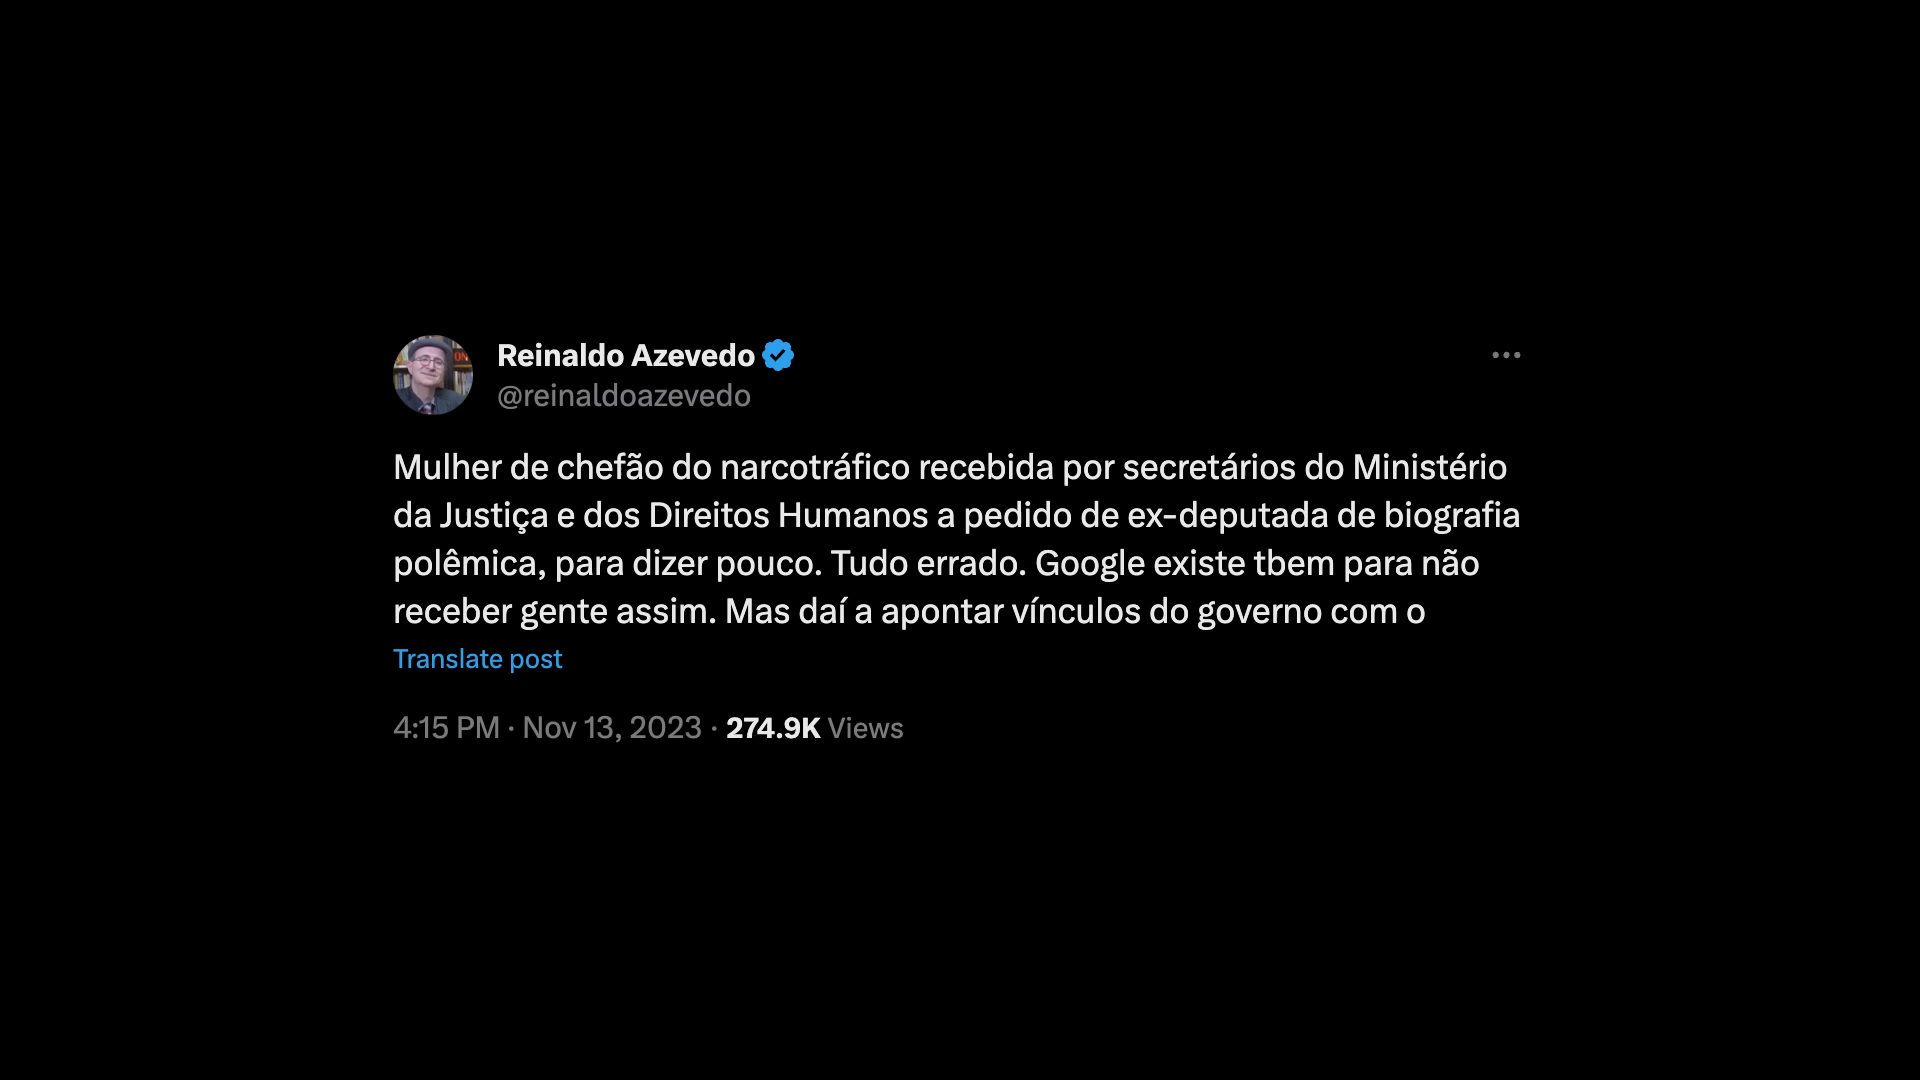 Reinaldo Azevedo
@reinaldoazevedo
Mulher de chefão do narcotráfico recebida por secretários do Ministério
da Justiça e dos Direitos Humanos a pedido de ex-deputada de biografia
polêmica, para dizer pouco. Tudo errado. Google existe tbem para não
receber gente assim. Mas daí a apontar vínculos do governo com o
Translate post
4:15 PM · Nov 13, 2023 · 274.9K Views